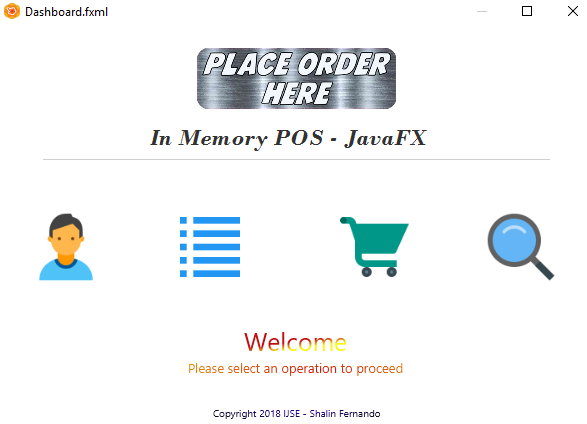 Dashboard.fxml
PLACE ORDER
HERE
In Memory POS - JavaFX
Welcome
Please select an operation to proceed
Copyright 2018 IJSE - Shalin Fernando